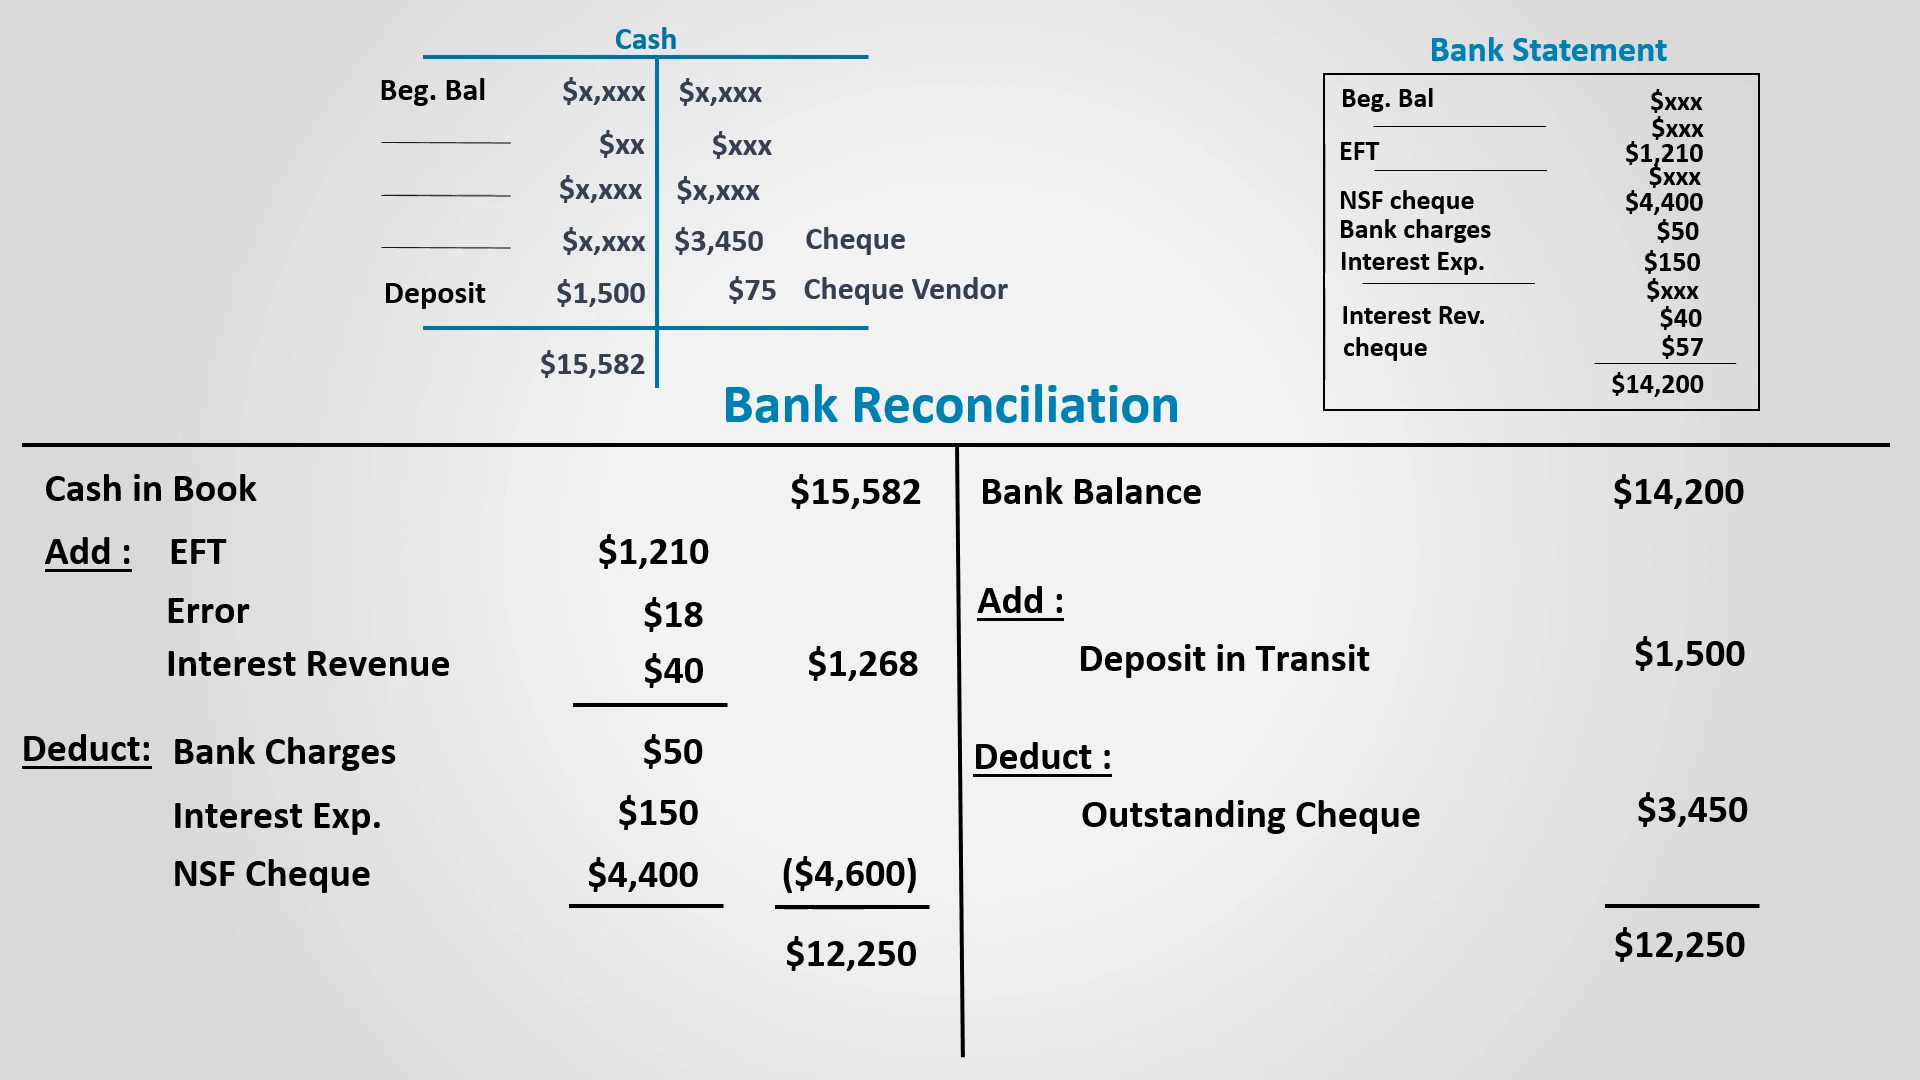 Cash
Beg. Bal $x,xxx $x,xxx
$xx $xxx
$x,xxx $x,xxx
$x,xxx $3,450 Cheque
Deposit $1,500 $75 Cheque Vendor
$15,582
Bank Statement
Beg. Bal $xxx
$xxx
EFT $1,210
$xxx
NSF cheque $4,400
Bank charges $50
Interest Exp. $150
$xxx
Interest Rev. $40
cheque $57
$14,200
Bank Reconciliation
Cash in Book $15,582
Add : EFT $1,210
Error $18
Interest Revenue $40 $1,268
Deduct: Bank Charges $50
Interest Exp. $150
NSF Cheque $4,400 ($4,600)
$12,250
Bank Balance $14,200
Add :
Deposit in Transit $1,500
Deduct :
Outstanding Cheque $3,450
$12,250